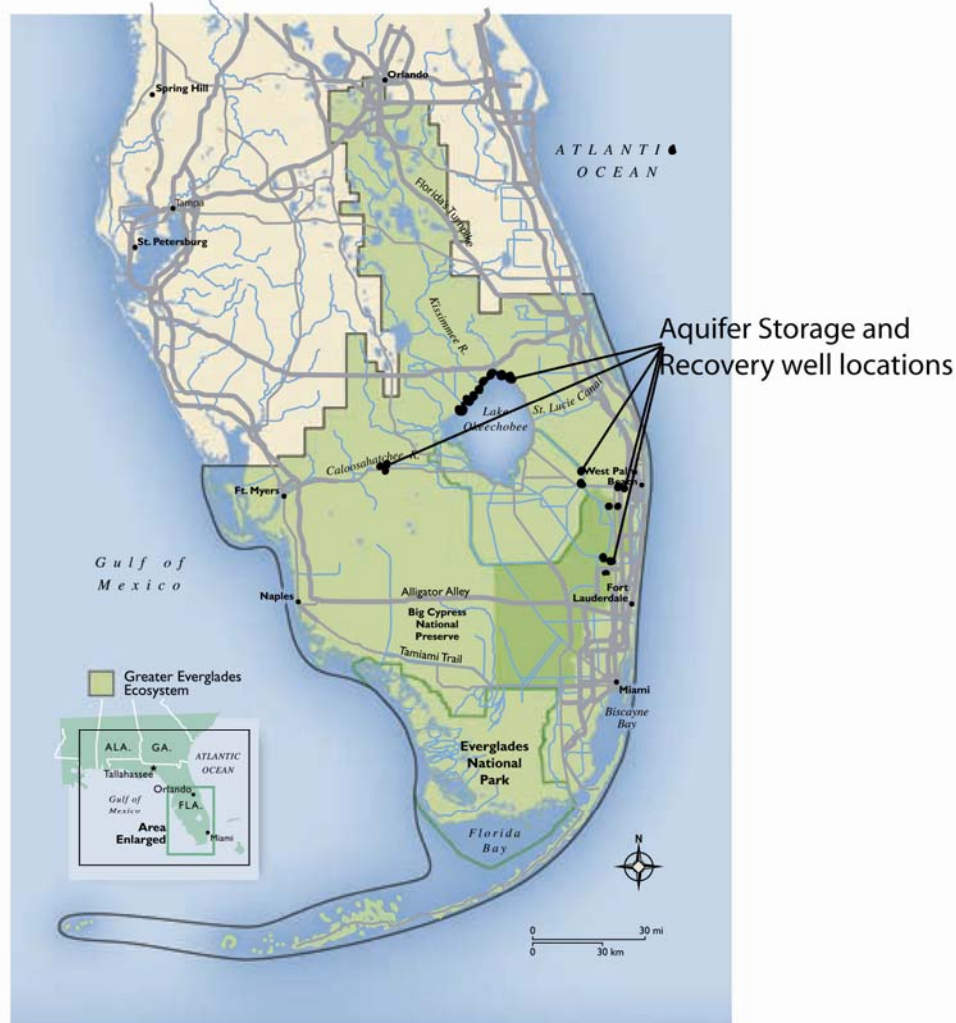 Orlando
Spring Hill
ATLANTIC
OCEAN
Florida's Turnpike
Tampa
St. Petersburg
Kissimmee R.
Aquifer Storage and
Recovery well locations
St. Lucie Canal
Lake
Okeechobee
Caloosahatchee R.
West Palm
Beach
Ft. Myers
Gulf of
Mexico
Naples
Alligator Alley
Fort
Lauderdale
Big Cypress
National
Preserve
Tamiami Trail
Greater Everglades
Ecosystem
Miami
Biscayne
Bay
Everglades
National
Park
ALA.
GA.
ATLANTIC
OCEAN
Tallahassee
Orlando
Gulf of
Mexico
FLA.
Area
Enlarged
Miami
Florida
Bay
N
0 30 mi
0 30 km